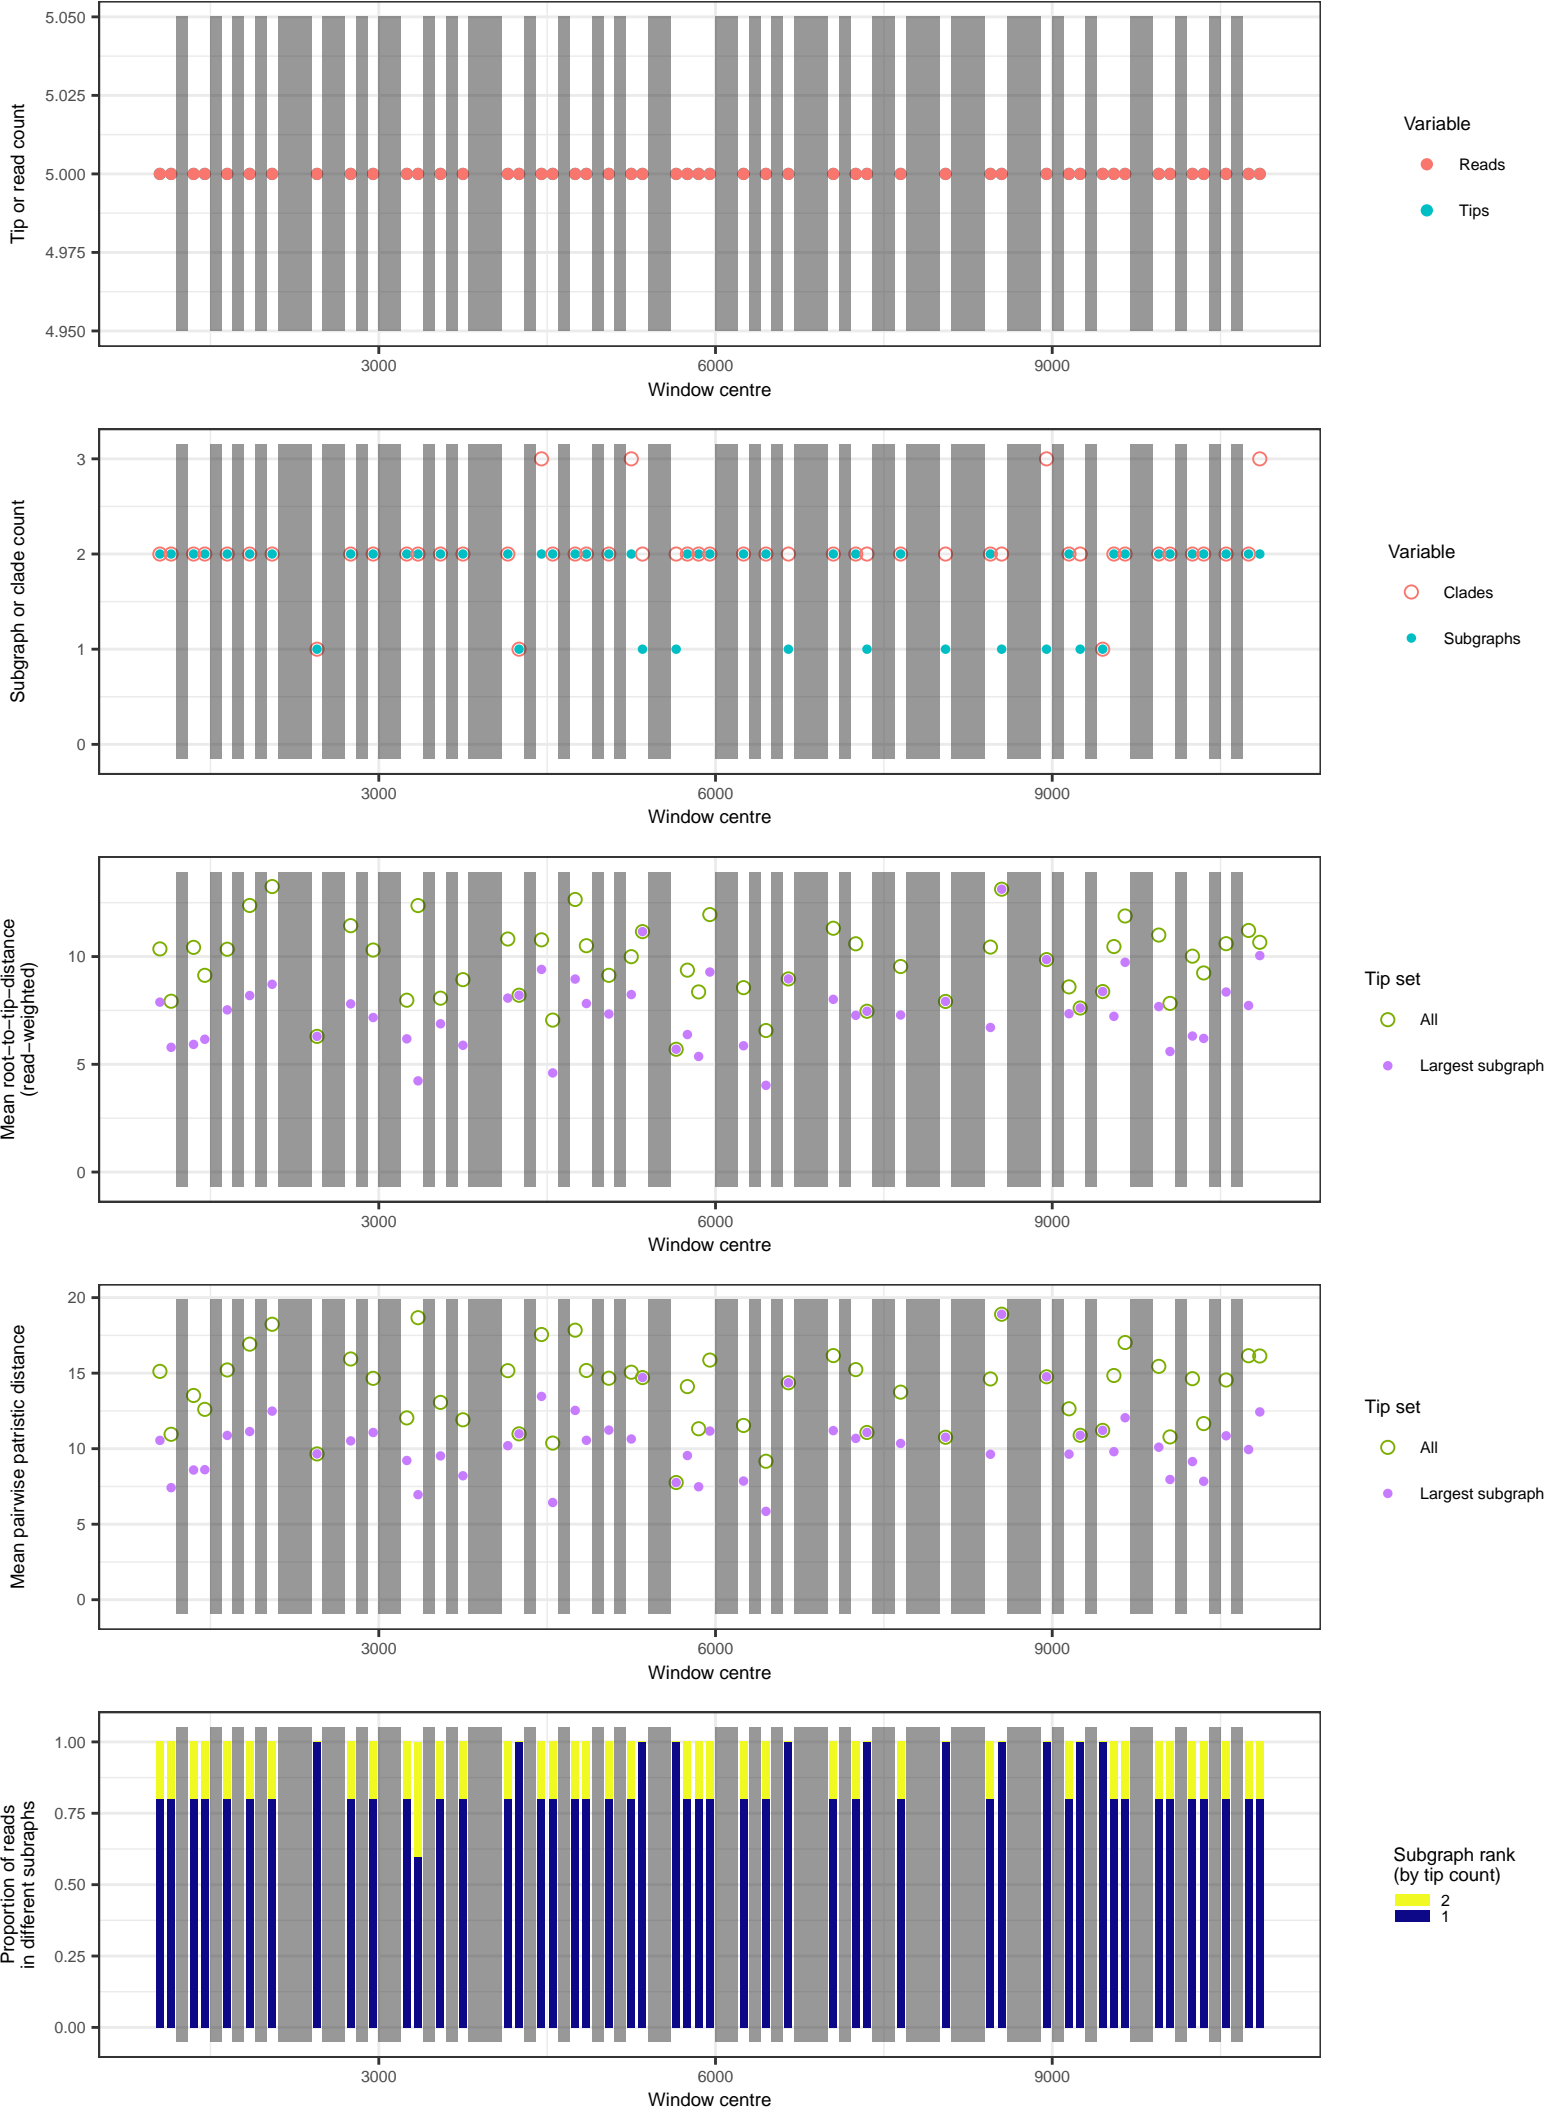 5.050
5.025
5.000
4.975
4.950
Tip or read count
3000
6000
9000
Window centre
Variable
Reads
Tips
3
2
1
0
Subgraph or clade count
3000
6000
9000
Window centre
Variable
Clades
Subgraphs
10
5
0
Mean root−to−tip−distance
(read−weighted)
3000
6000
9000
Window centre
Tip set
All
Largest subgraph
20
15
10
5
0
Mean pairwise patristic distance
3000
6000
9000
Window centre
Tip set
All
Largest subgraph
1.00
0.75
0.50
0.25
0.00
Proportion of reads
in different subraphs
3000
6000
9000
Window centre
Subgraph rank
(by tip count)
2
1